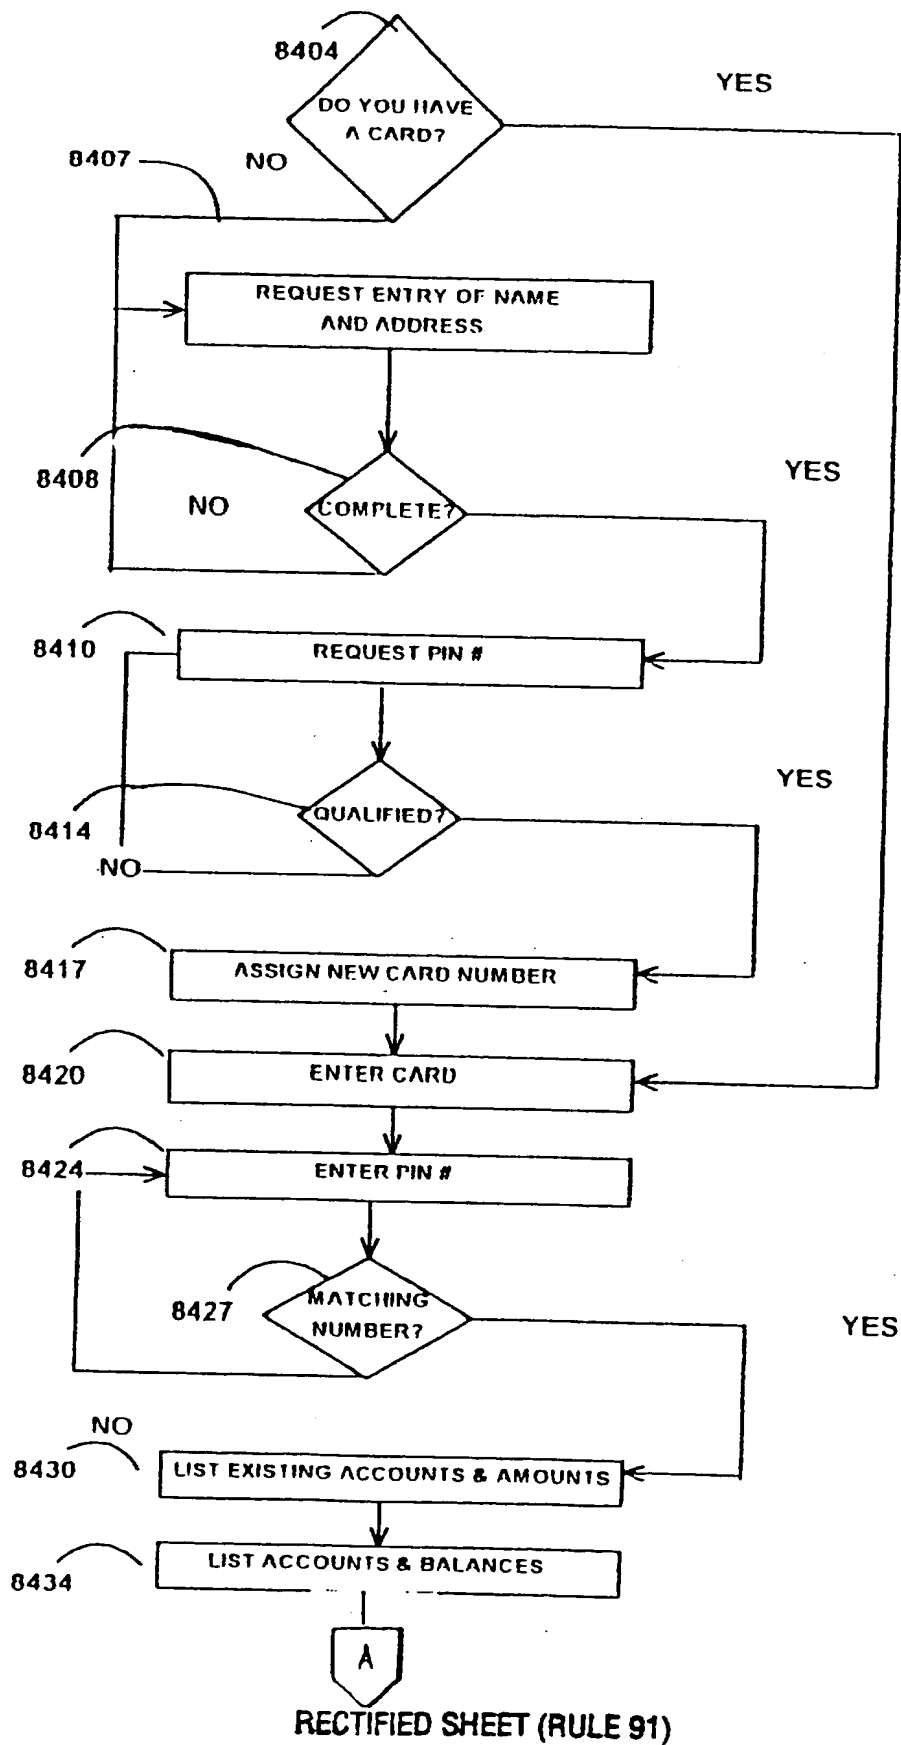 8404
YES
DO YOU HAVE
A CARD?
8407
NO
REQUEST ENTRY OF NAME
AND ADDRESS
8408
NO
COMPLETE?
YES
8410
REQUEST PIN #
YES
8414
QUALIFIED?
NO
8417
ASSIGN NEW CARD NUMBER
8420
ENTER CARD
8424
ENTER PIN #
8427
MATCHING
NUMBER?
YES
NO
8430
LIST EXISTING ACCOUNTS & AMOUNTS
8434
LIST ACCOUNTS & BALANCES
A
RECTIFIED SHEET (RULE 91)